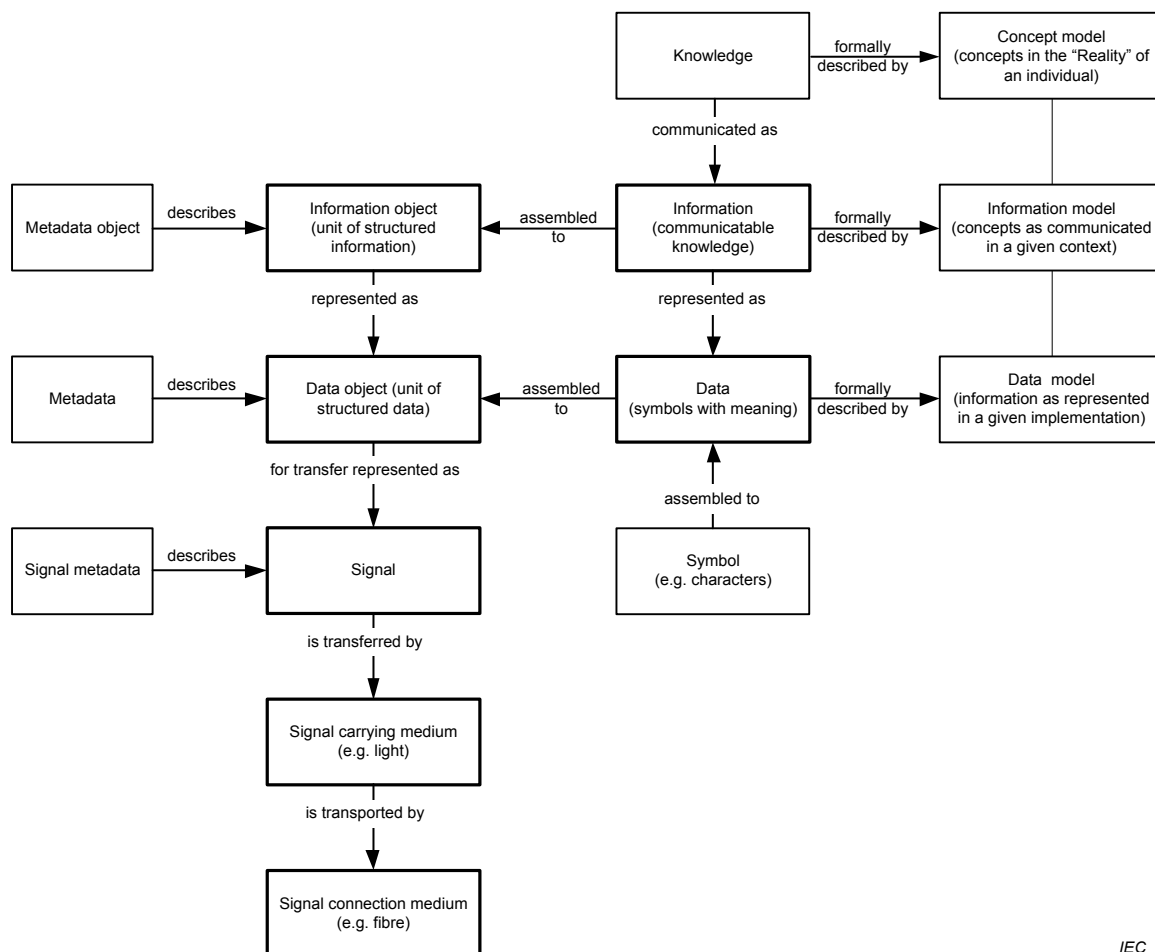 Knowledge
formally
described by
Concept model
(concepts in the “Reality” of
an individual)
communicated as
Metadata object
describes
Information object
(unit of structured
information)
assembled
to
Information
(communicatable
knowledge)
formally
described by
Information model
(concepts as communicated
in a given context)
represented as
represented as
Metadata
describes
Data object (unit of
structured data)
assembled
to
Data
(symbols with meaning)
formally
described by
Data model
(information as represented
in a given implementation)
for transfer represented as
assembled to
Signal metadata
describes
Signal
Symbol
(e.g. characters)
is transferred by
Signal carrying medium
(e.g. light)
is transported by
Signal connection medium
(e.g. fibre)
IEC